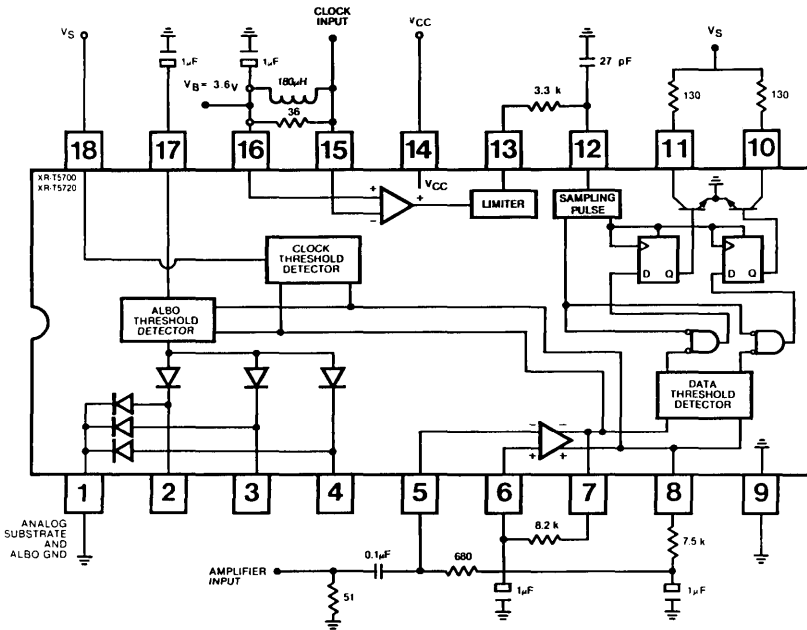 CLOCK
INPUT
VS
VCC
VS
1μF
1μF
27 pF
VB = 3.6V
180μH
36
3.3 k
130
130
18
17
16
15
14
13
12
11
10
XR-T5700
XR-T5720
VCC
+
−
+
LIMITER
SAMPLING
PULSE
CLOCK
THRESHOLD
DETECTOR
D
Q
D
Q
ALBO
THRESHOLD
DETECTOR
DATA
THRESHOLD
DETECTOR
− −
+ +
1
2
3
4
5
6
7
8
9
ANALOG
SUBSTRATE
AND
ALBO GND
8.2 k
7.5 k
0.1μF
680
AMPLIFIER
INPUT
51
1μF
1μF